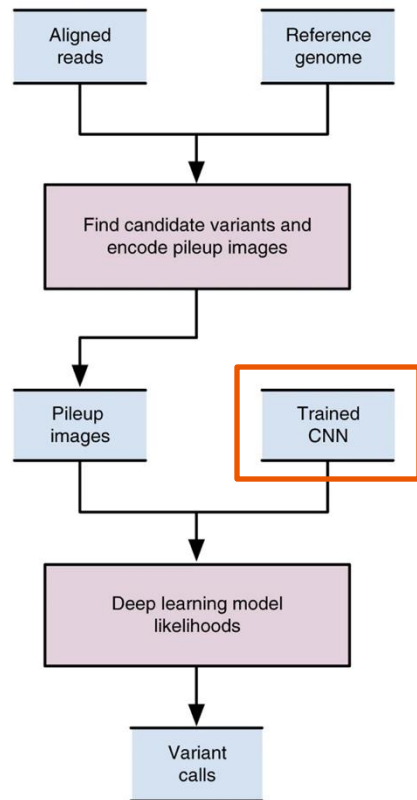 Aligned
reads
Reference
genome
Find candidate variants and
encode pileup images
Pileup
images
Trained
CNN
Deep learning model
likelihoods
Variant
calls